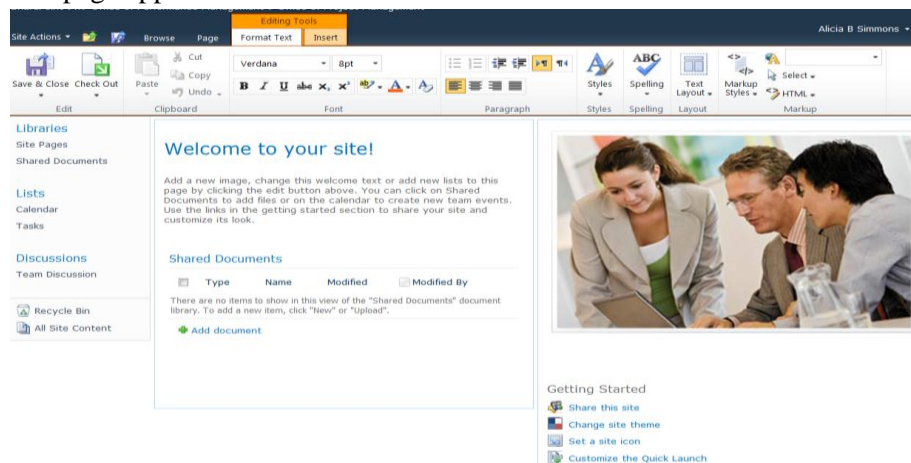 Editing Tools
Alicia B Simmons
Site Actions
Browse
Page
Format Text
Insert
Save & Close
Check Out
Paste
Cut
Copy
Undo
Verdana
8pt
B I U abe X, X²
Styles
ABC
Spelling
Text Layout
Markup Styles
Select
HTML
Edit
Clipboard
Font
Paragraph
Styles
Spelling
Layout
Markup
Libraries
Site Pages
Shared Documents
Lists
Calendar
Tasks
Discussions
Team Discussion
Recycle Bin
All Site Content
Welcome to your site!
Add a new image, change this welcome text or add new lists to this
page by clicking the edit button above. You can click on Shared
Documents to add files or on the calendar to create new team events.
Use the links in the getting started section to share your site and
customize its look.
Shared Documents
Type Name Modified Modified By
There are no items to show in this view of the "Shared Documents" document
library. To add a new item, click "New" or "Upload".
Add document
Getting Started
Share this site
Change site theme
Set a site icon
Customize the Quick Launch